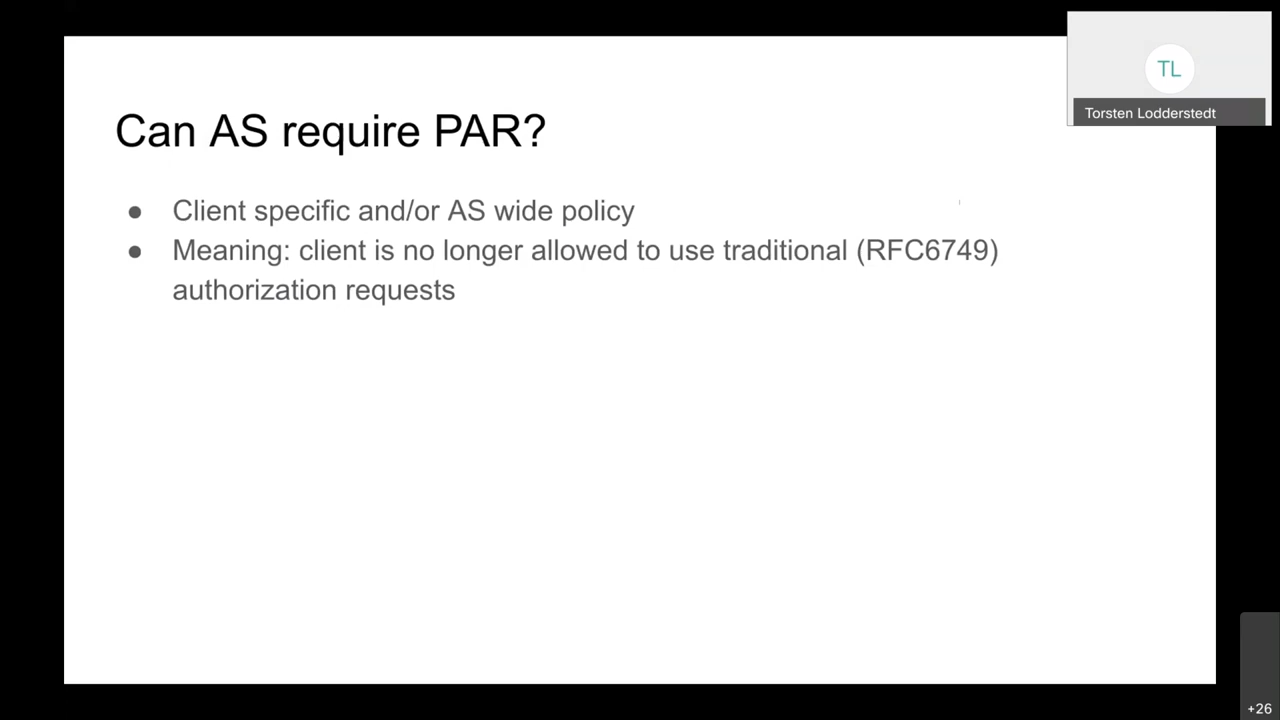 TL
Torsten Lodderstedt
Can AS require PAR?
● Client specific and/or AS wide policy
● Meaning: client is no longer allowed to use traditional (RFC6749)
authorization requests
+26